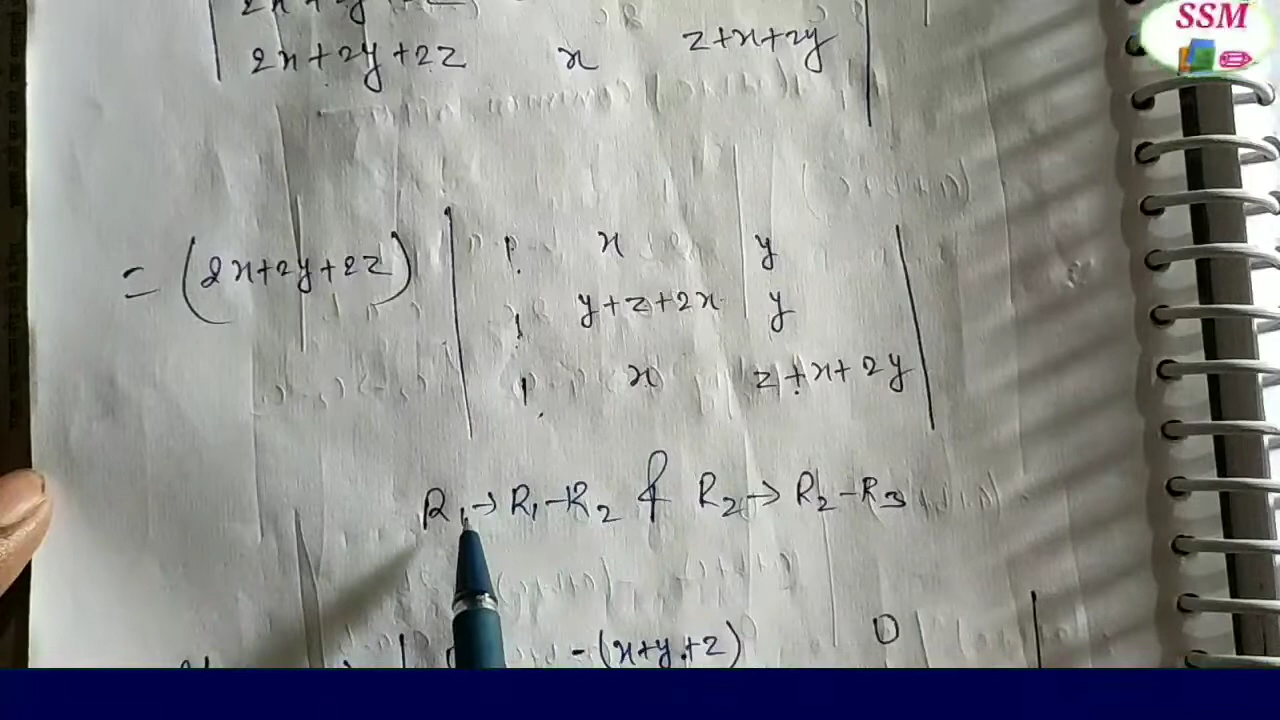 SSM
2x+2y+2z x z+x+2y
= (2x+2y+2z) | 1 x y |
| 1 y+z+2x y |
| 1 x z+x+2y |
R₁→R₁-R₂ & R₂→R₂-R₃
-(x+y+z) 0